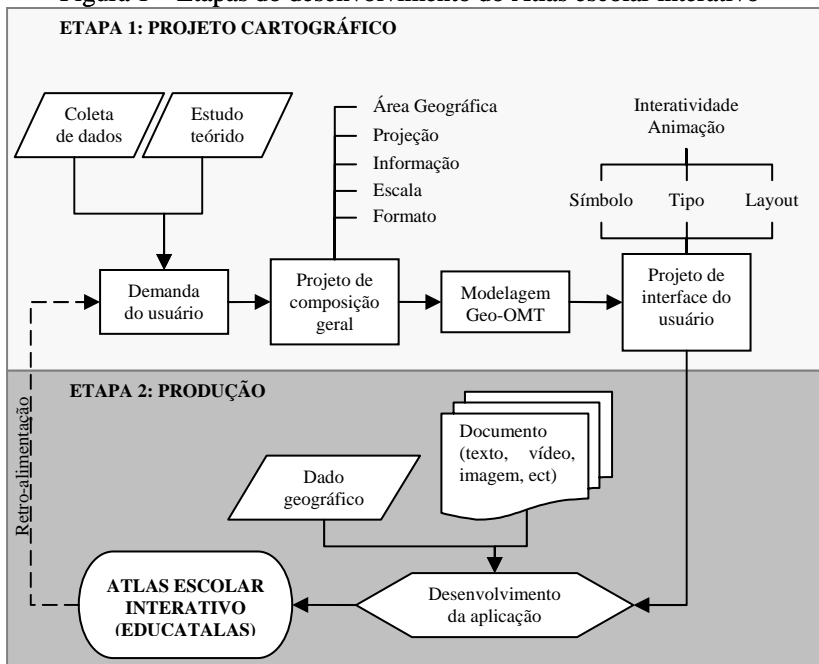 Figura 1 – Etapas do desenvolvimento do Atlas escolar interativo
ETAPA 1: PROJETO CARTOGRÁFICO
Coleta
de dados
Estudo
teórido
Área Geográfica
Projeção
Informação
Escala
Formato
Interatividade
Animação
Símbolo
Tipo
Layout
Demanda
do usuário
Projeto de
composição
geral
Modelagem
Geo-OMT
Projeto de
interface do
usuário
ETAPA 2: PRODUÇÃO
Retro-alimentação
Dado
geográfico
Documento
(texto, vídeo,
imagem, ect)
ATLAS ESCOLAR
INTERATIVO
(EDUCATALAS)
Desenvolvimento
da aplicação